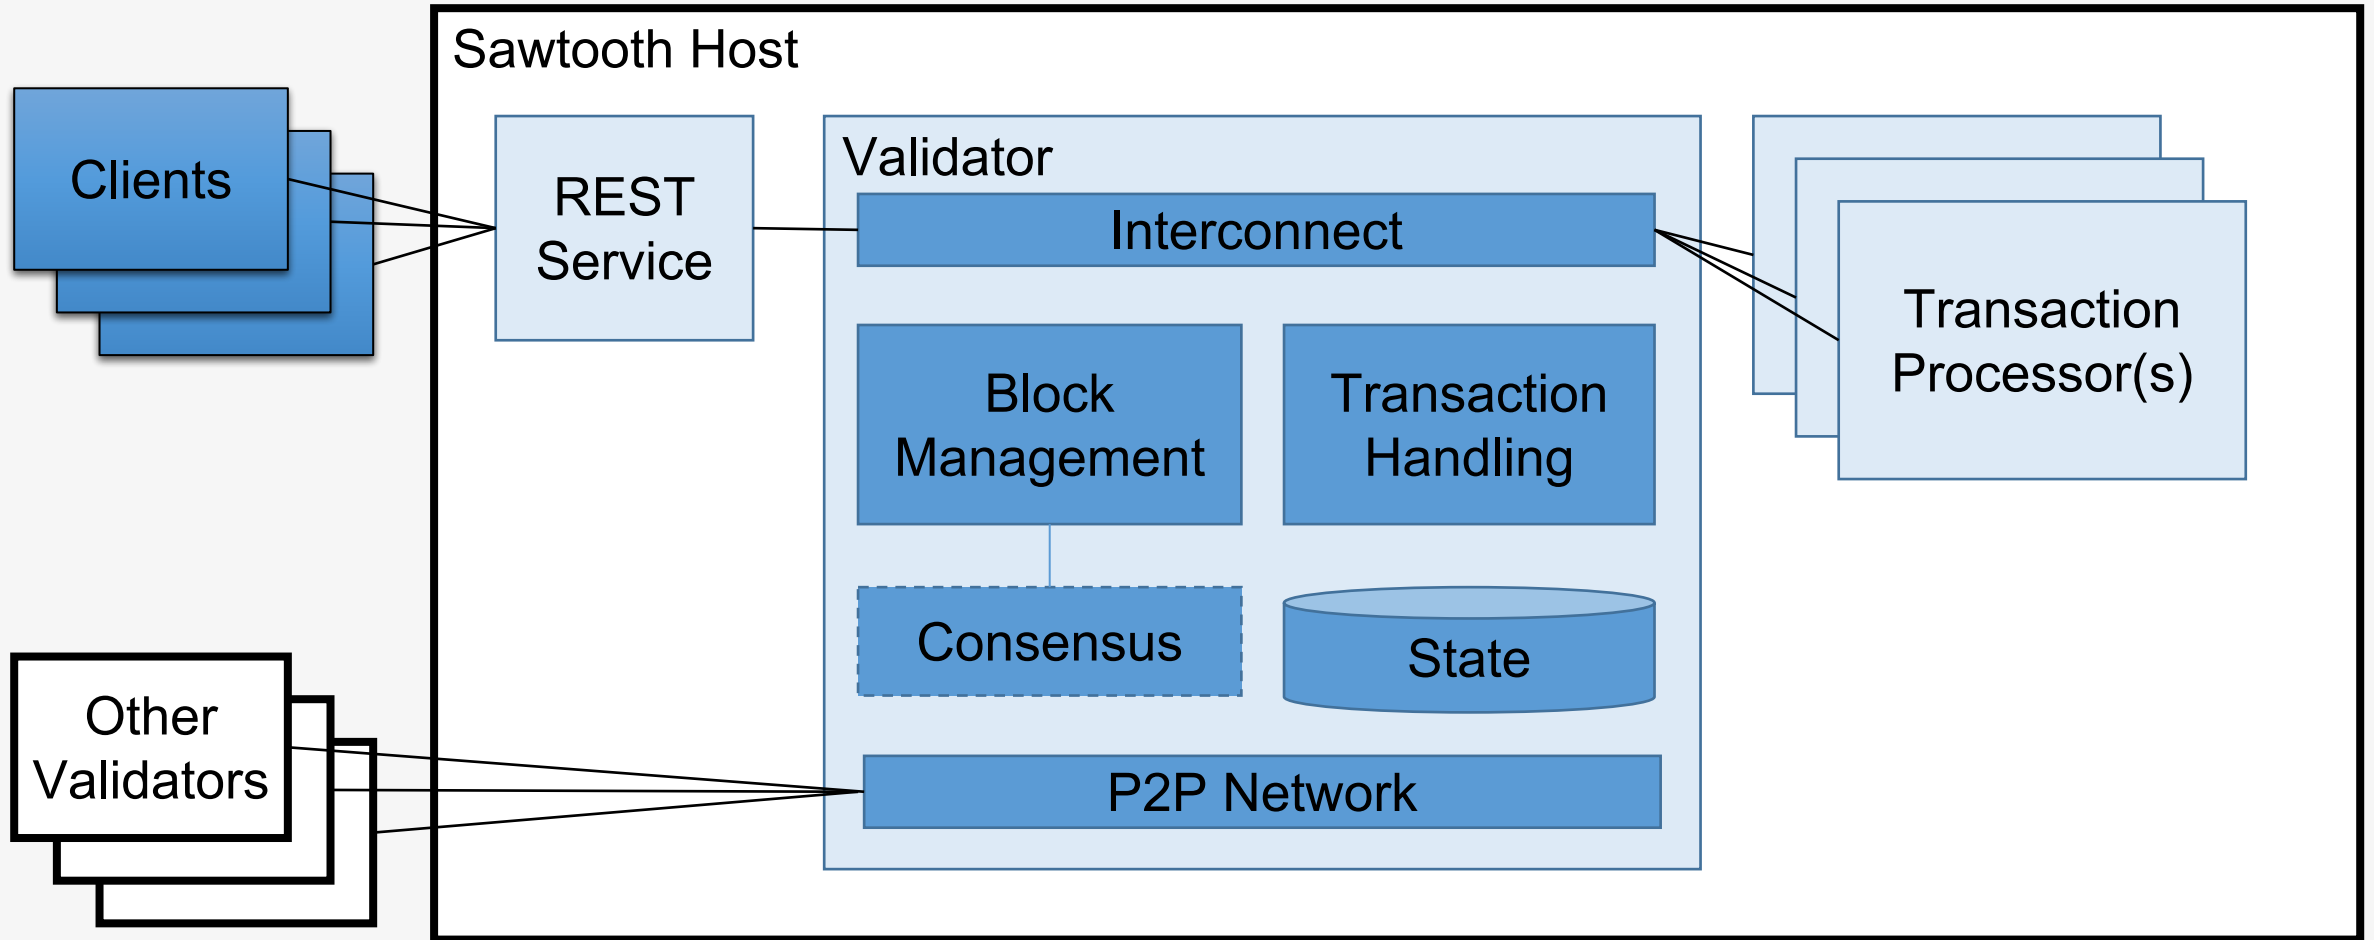 Sawtooth Host
Clients
REST
Service
Validator
Interconnect
Block
Management
Transaction
Handling
Transaction
Processor(s)
Consensus
State
Other
Validators
P2P Network